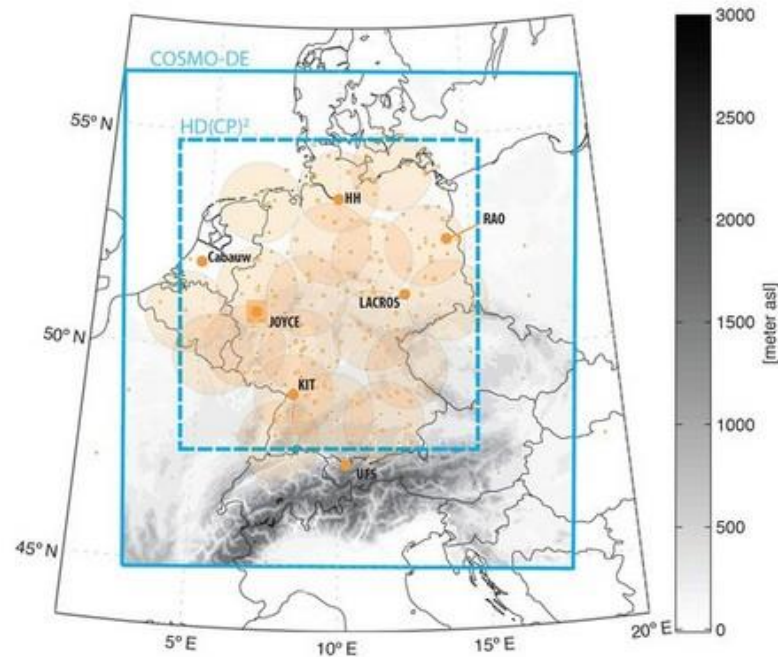 COSMO-DE
HD(CP)²
HH
RAO
Cabauw
LACROS
JOYCE
KIT
UFS
55° N
50° N
45° N
5° E
10° E
15° E
20° E
3000
2500
2000
1500
1000
500
0
[meter asl]